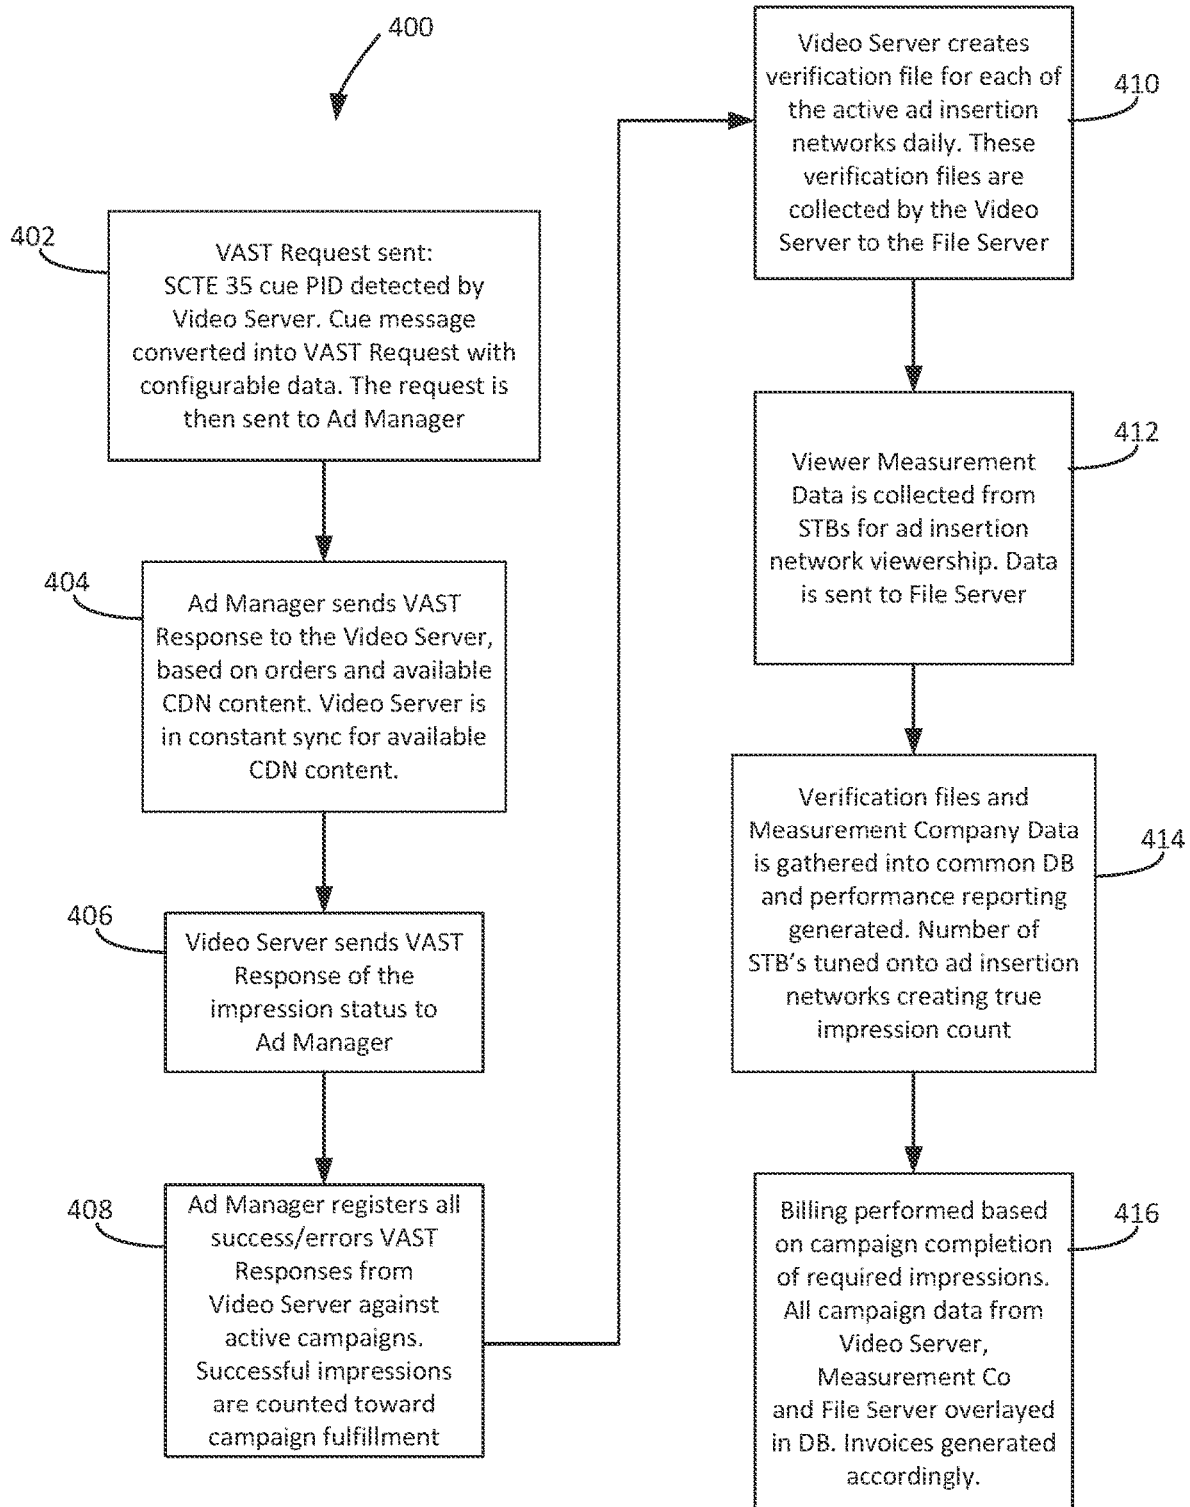 400
402
VAST Request sent:
SCTE 35 cue PID detected by
Video Server. Cue message
converted into VAST Request with
configurable data. The request is
then sent to Ad Manager
404
Ad Manager sends VAST
Response to the Video Server,
based on orders and available
CDN content. Video Server is
in constant sync for available
CDN content.
406
Video Server sends VAST
Response of the
impression status to
Ad Manager
408
Ad Manager registers all
success/errors VAST
Responses from
Video Server against
active campaigns.
Successful impressions
are counted toward
campaign fulfillment
410
Video Server creates
verification file for each of
the active ad insertion
networks daily. These
verification files are
collected by the Video
Server to the File Server
412
Viewer Measurement
Data is collected from
STBs for ad insertion
network viewership. Data
is sent to File Server
414
Verification files and
Measurement Company Data
is gathered into common DB
and performance reporting
generated. Number of
STB's tuned onto ad insertion
networks creating true
impression count
416
Billing performed based
on campaign completion
of required impressions.
All campaign data from
Video Server,
Measurement Co
and File Server overlayed
in DB. Invoices generated
accordingly.